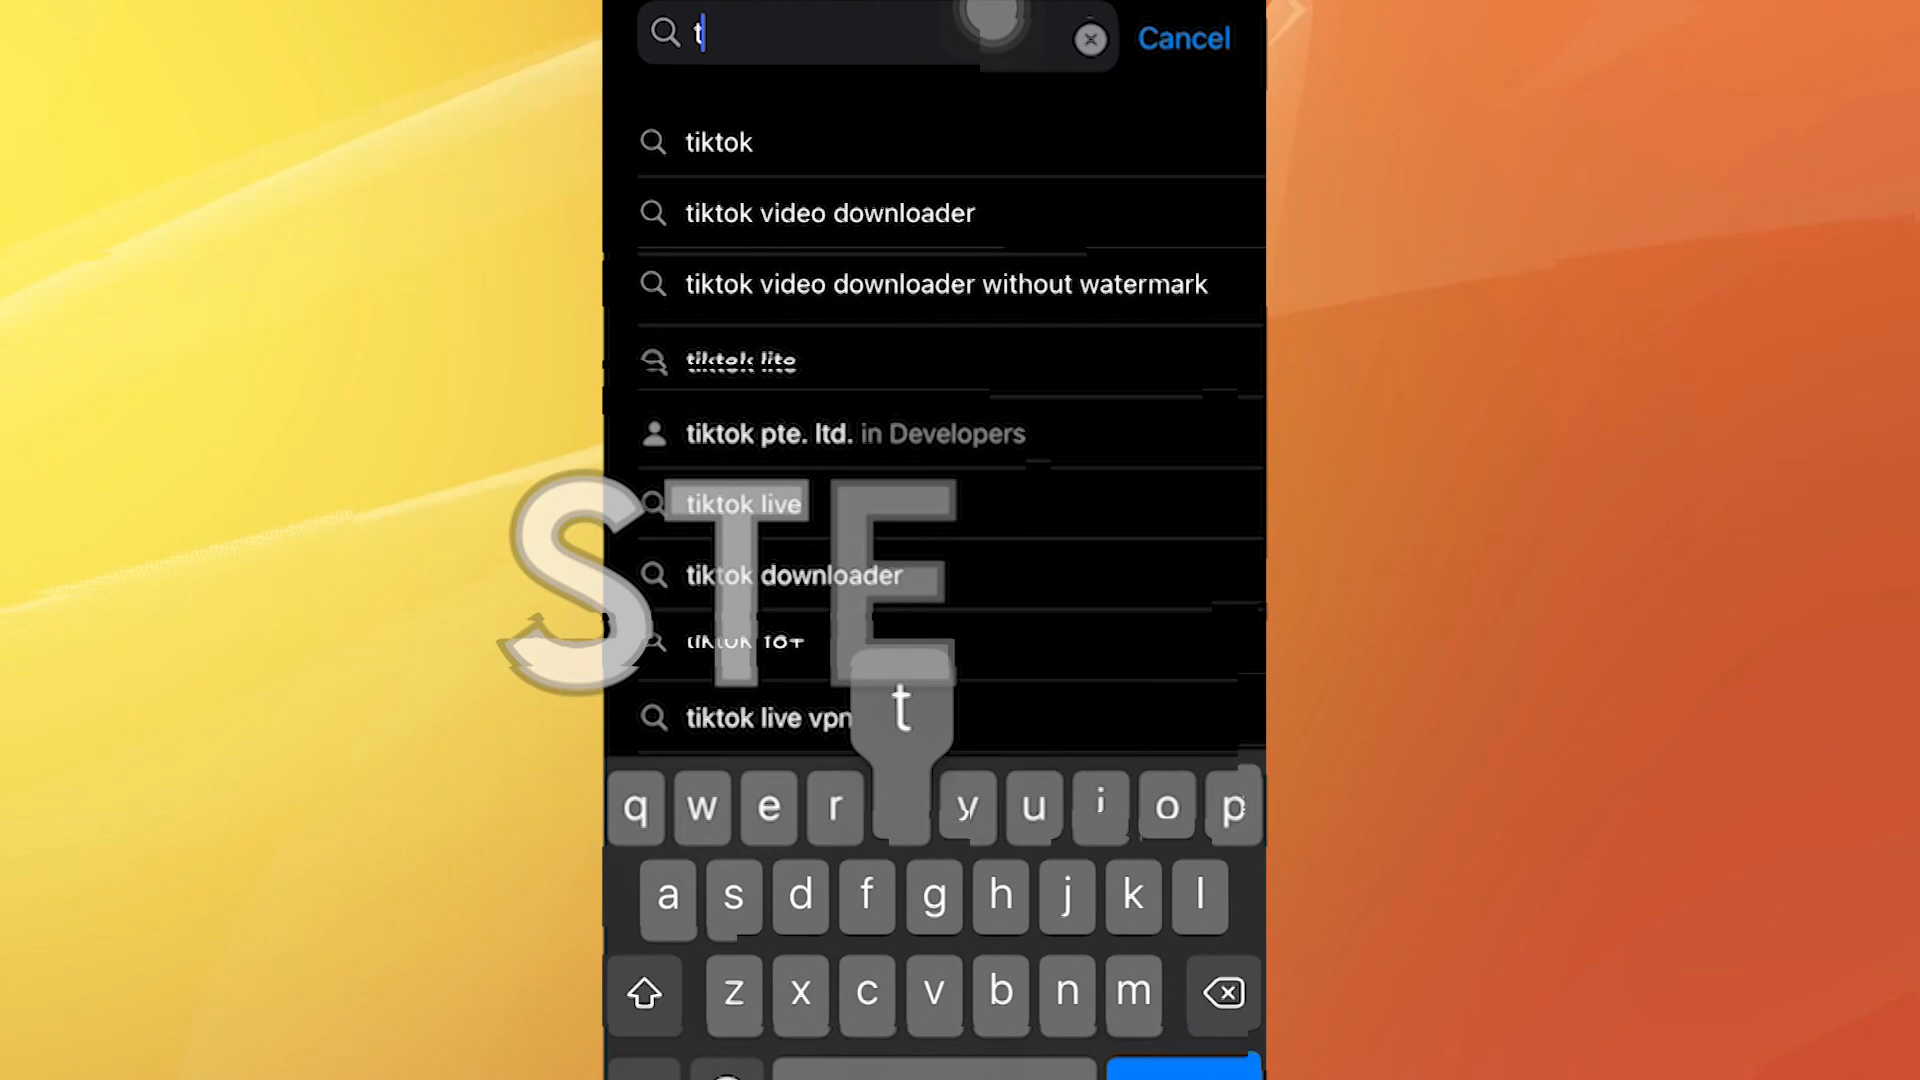 t
Cancel
tiktok
tiktok video downloader
tiktok video downloader without watermark
tiktok lite
tiktok pte. ltd. in Developers
tiktok live
STE
tiktok downloader
tiktok 18+
tiktok live vpn
t
q w e r y u i o p
a s d f g h j k l
z x c v b n m